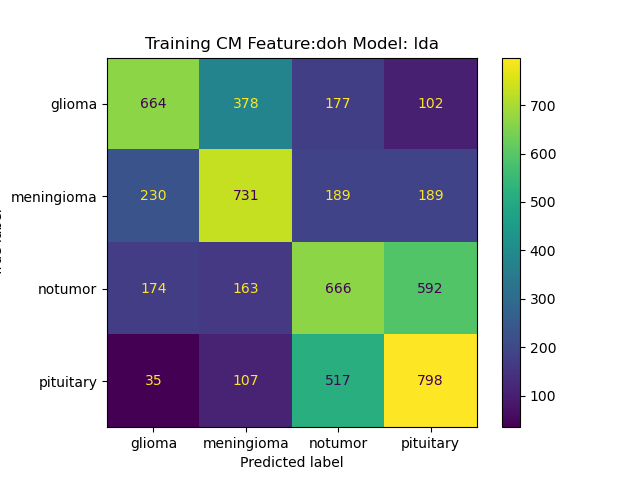 Training CM Feature:doh Model: lda
glioma 664 378 177 102
meningioma 230 731 189 189
notumor 174 163 666 592
pituitary 35 107 517 798
glioma meningioma notumor pituitary
Predicted label
700
600
500
400
300
200
100